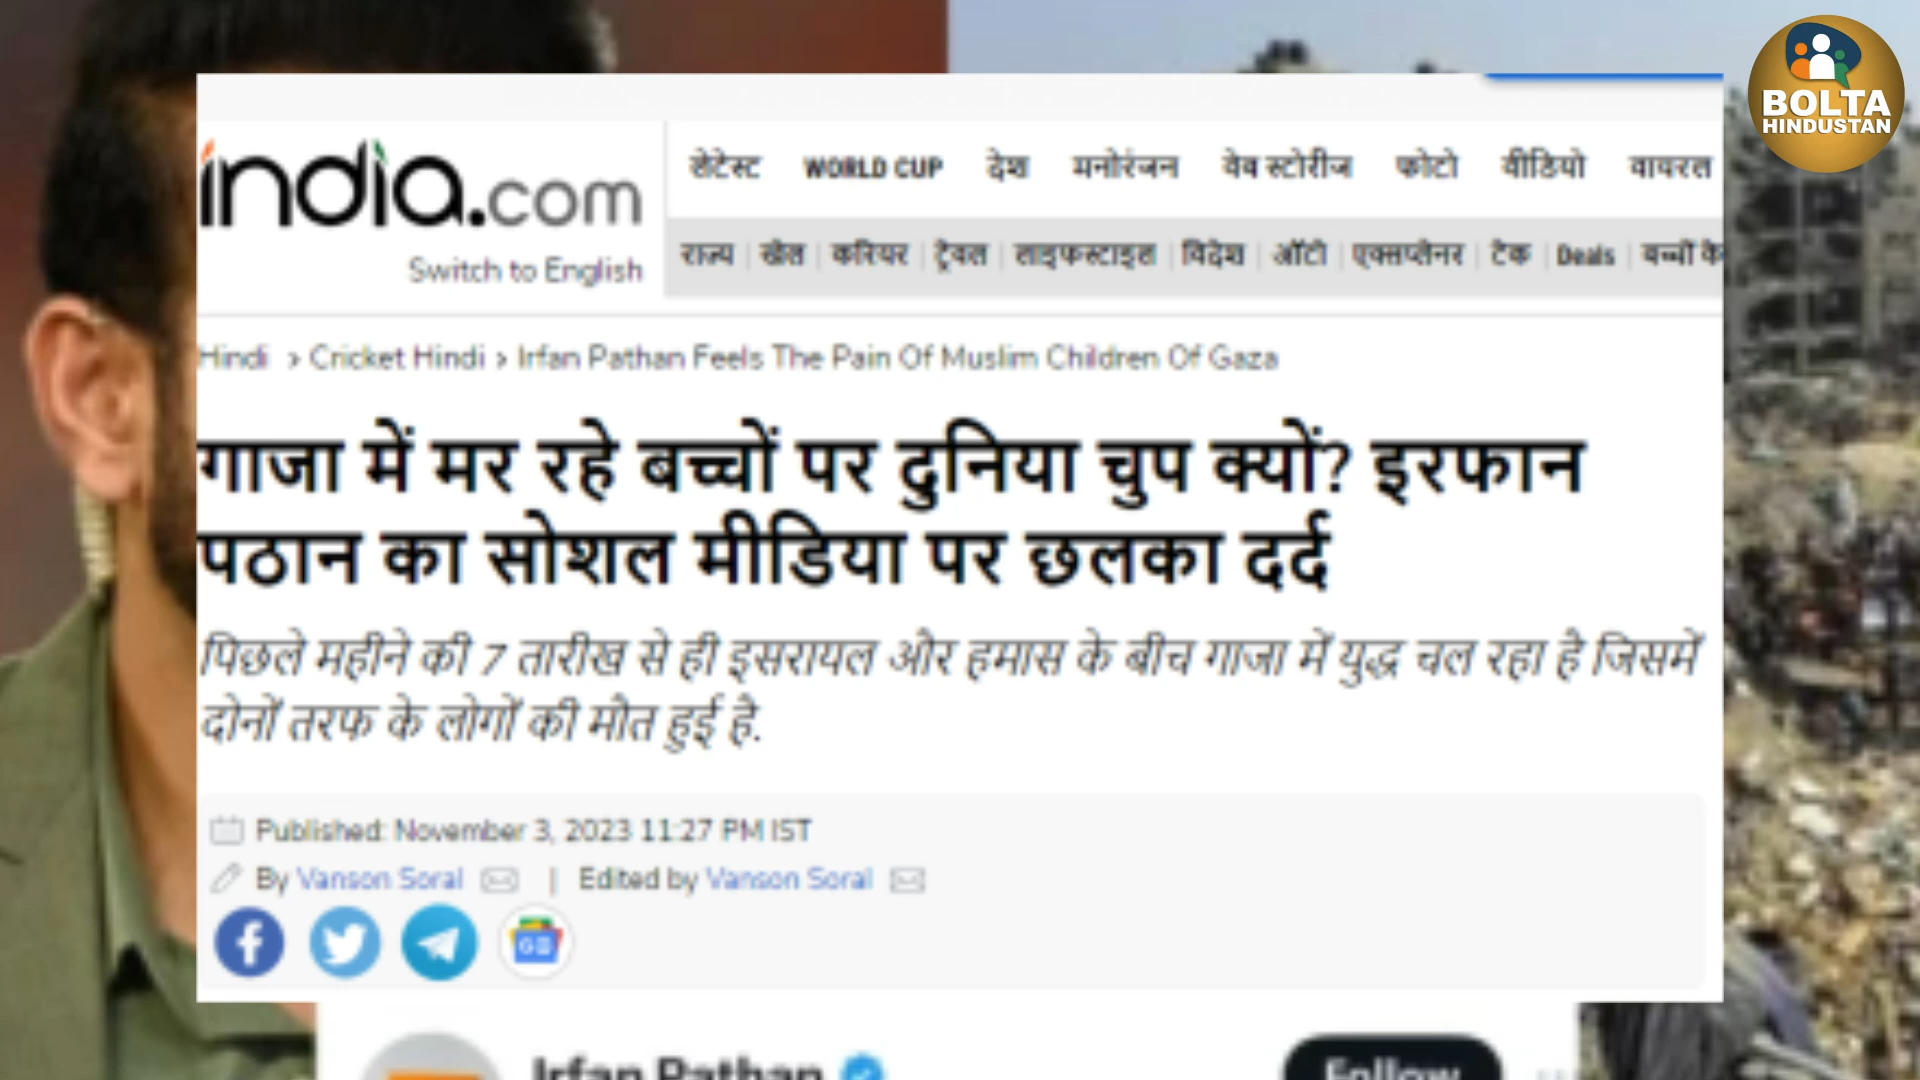 BOLTA
HINDUSTAN
india.com
Switch to English
लेटेस्ट WORLD CUP देश मनोरंजन वेब स्टोरीज फोटो वीडियो वायरल
राज्य खेल करियर ट्रैवल लाइफस्टाइल विदेश ऑटो एक्सप्लेनर टेक Deals बच्चों के
Hindi > Cricket Hindi > Irfan Pathan Feels The Pain Of Muslim Children Of Gaza
गाजा में मर रहे बच्चों पर दुनिया चुप क्यों? इरफान
पठान का सोशल मीडिया पर छलका दर्द
पिछले महीने की 7 तारीख से ही इसरायल और हमास के बीच गाजा में युद्ध चल रहा है जिसमें
दोनों तरफ के लोगों की मौत हुई है.
Published: November 3, 2023 11:27 PM IST
By Vanson Soral | Edited by Vanson Soral
Irfan Pathan Follow